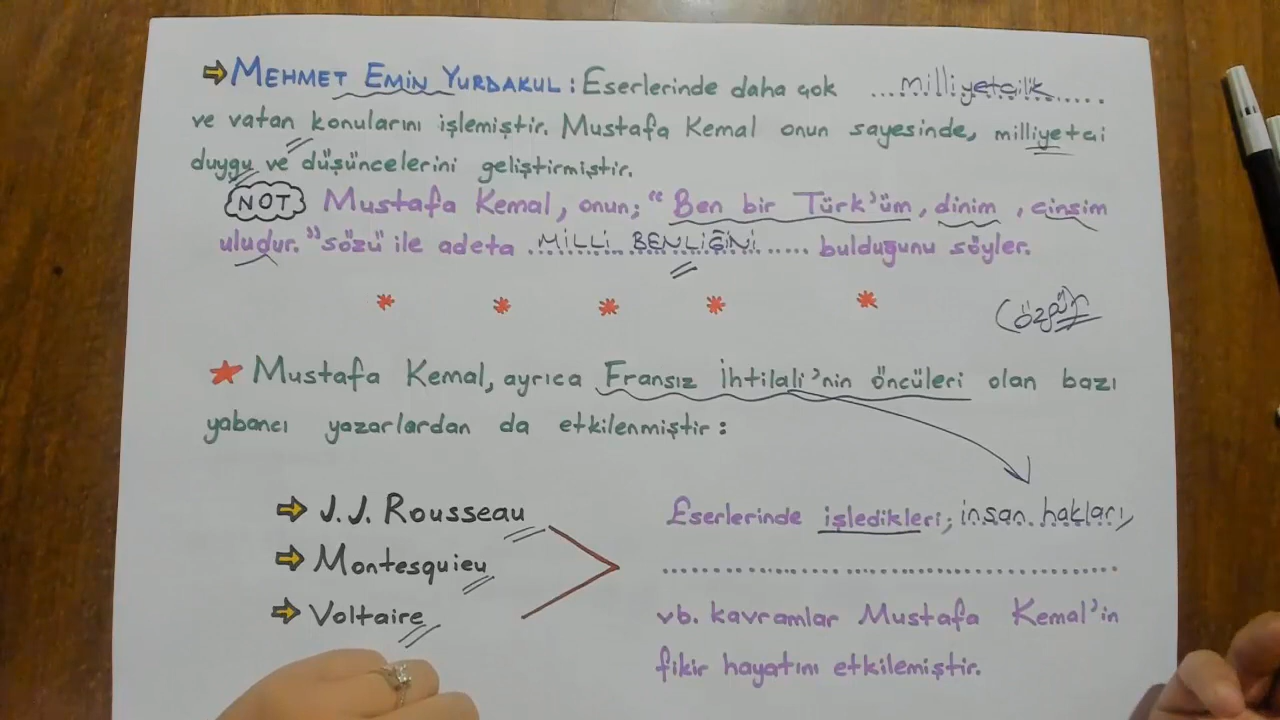 MEHMET EMİN YURDAKUL : Eserlerinde daha çok ...milliyetçilik.....
ve vatan konularını işlemiştir. Mustafa Kemal onun sayesinde, milliyetçi
duygu ve düşüncelerini geliştirmiştir.
NOT Mustafa Kemal, onun; "Ben bir Türk'üm, dinim, cinsim
uludur." sözü ile adeta ...MİLLİ BENLİĞİNİ..... bulduğunu söyler.
(özgür)
Mustafa Kemal, ayrıca Fransız İhtilali'nin öncüleri olan bazı
yabancı yazarlardan da etkilenmiştir :
J.J. Rousseau
Montesquieu
Voltaire
Eserlerinde işledikleri; insan hakları,
..........................................................
vb. kavramlar Mustafa Kemal'in
fikir hayatını etkilemiştir.